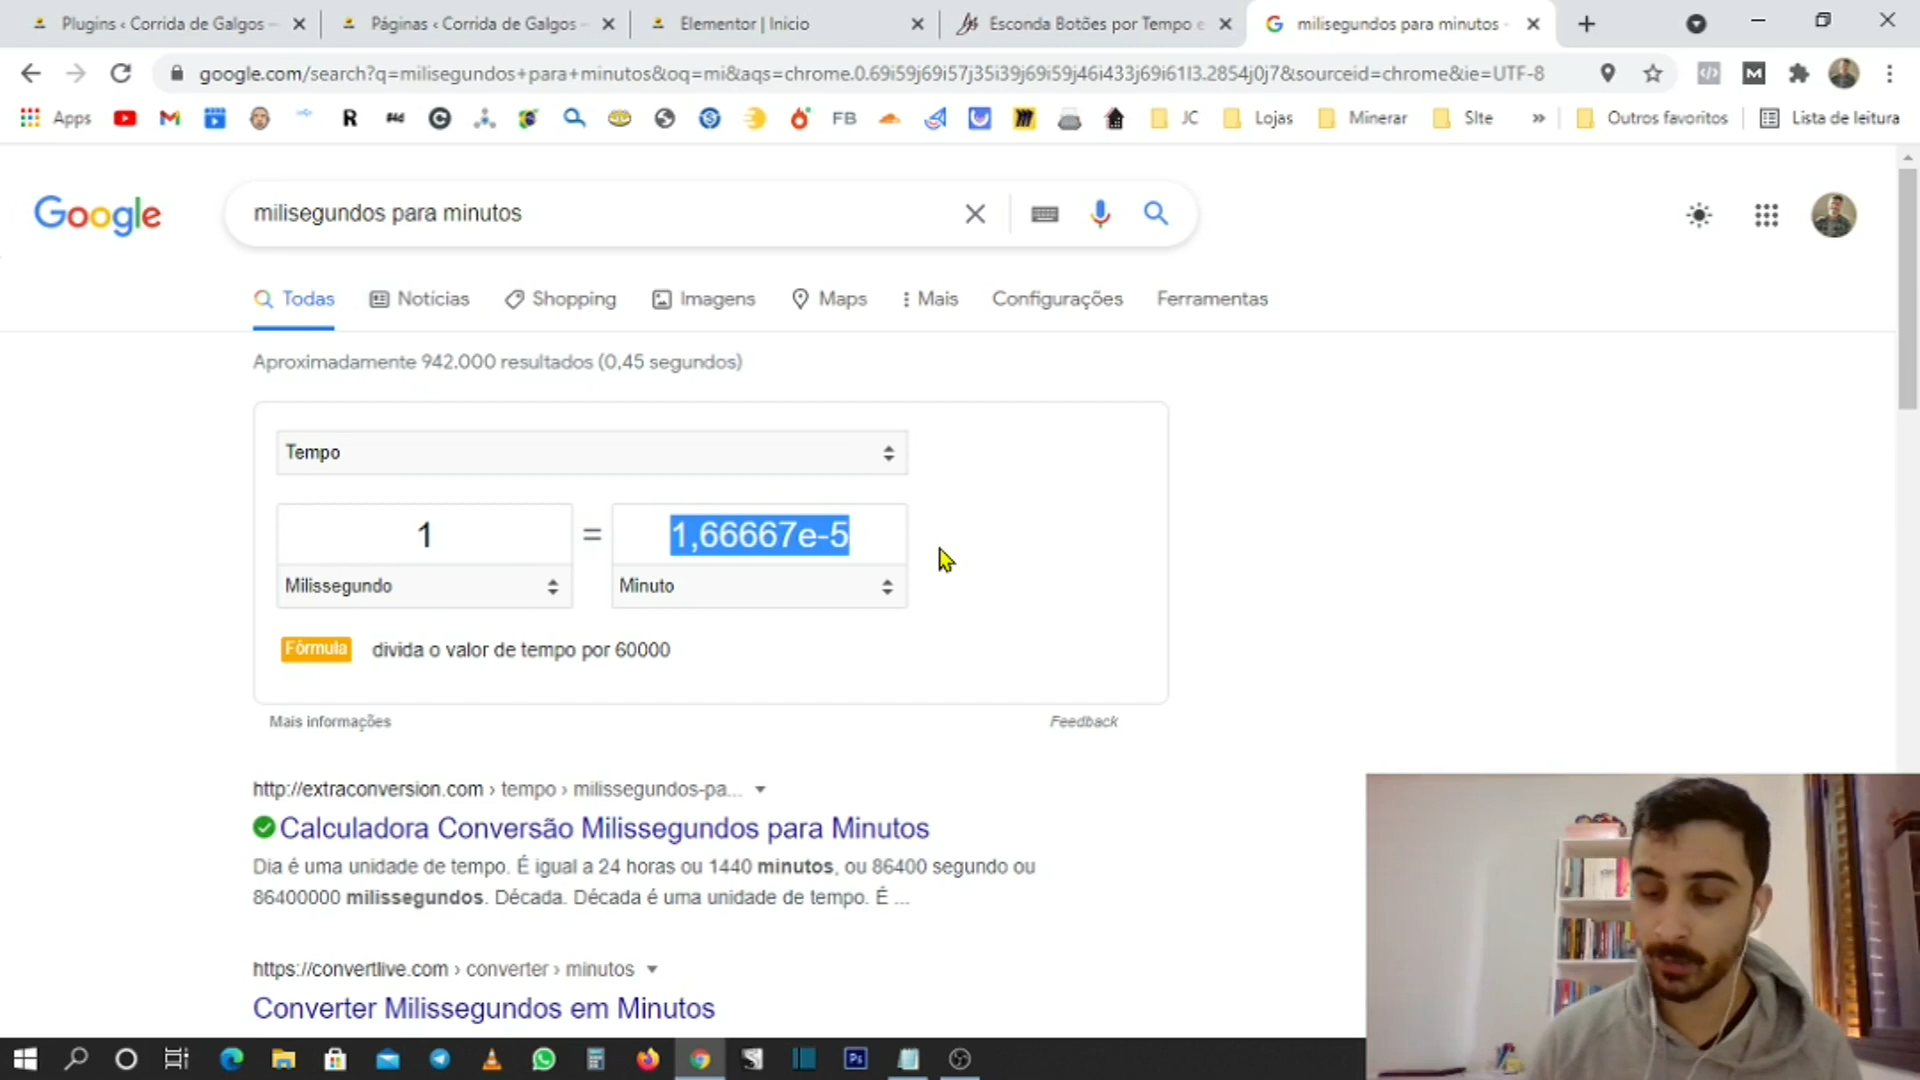 Plugins ‹ Corrida de Galgos –
Páginas ‹ Corrida de Galgos –
Elementor | Inicio
Esconda Botões por Tempo e
milisegundos para minutos -
google.com/search?q=milisegundos+para+minutos&oq=mi&aqs=chrome.0.69i59j69i57j35i39j69i59j46i433j69i61l3.2854j0j7&sourceid=chrome&ie=UTF-8
Apps
FB
JC
Lojas
Minerar
SIte
»
Outros favoritos
Lista de leitura
Google
milisegundos para minutos
Todas
Notícias
Shopping
Imagens
Maps
Mais
Configurações
Ferramentas
Aproximadamente 942.000 resultados (0,45 segundos)
Tempo
1 = 1,66667e-5
Milissegundo
Minuto
Fórmula divida o valor de tempo por 60000
Mais informações
Feedback
http://extraconversion.com › tempo › milissegundos-pa...
Calculadora Conversão Milissegundos para Minutos
Dia é uma unidade de tempo. É igual a 24 horas ou 1440 minutos, ou 86400 segundo ou
86400000 milissegundos. Década. Década é uma unidade de tempo. É ...
https://convertlive.com › converter › minutos
Converter Milissegundos em Minutos
Ps